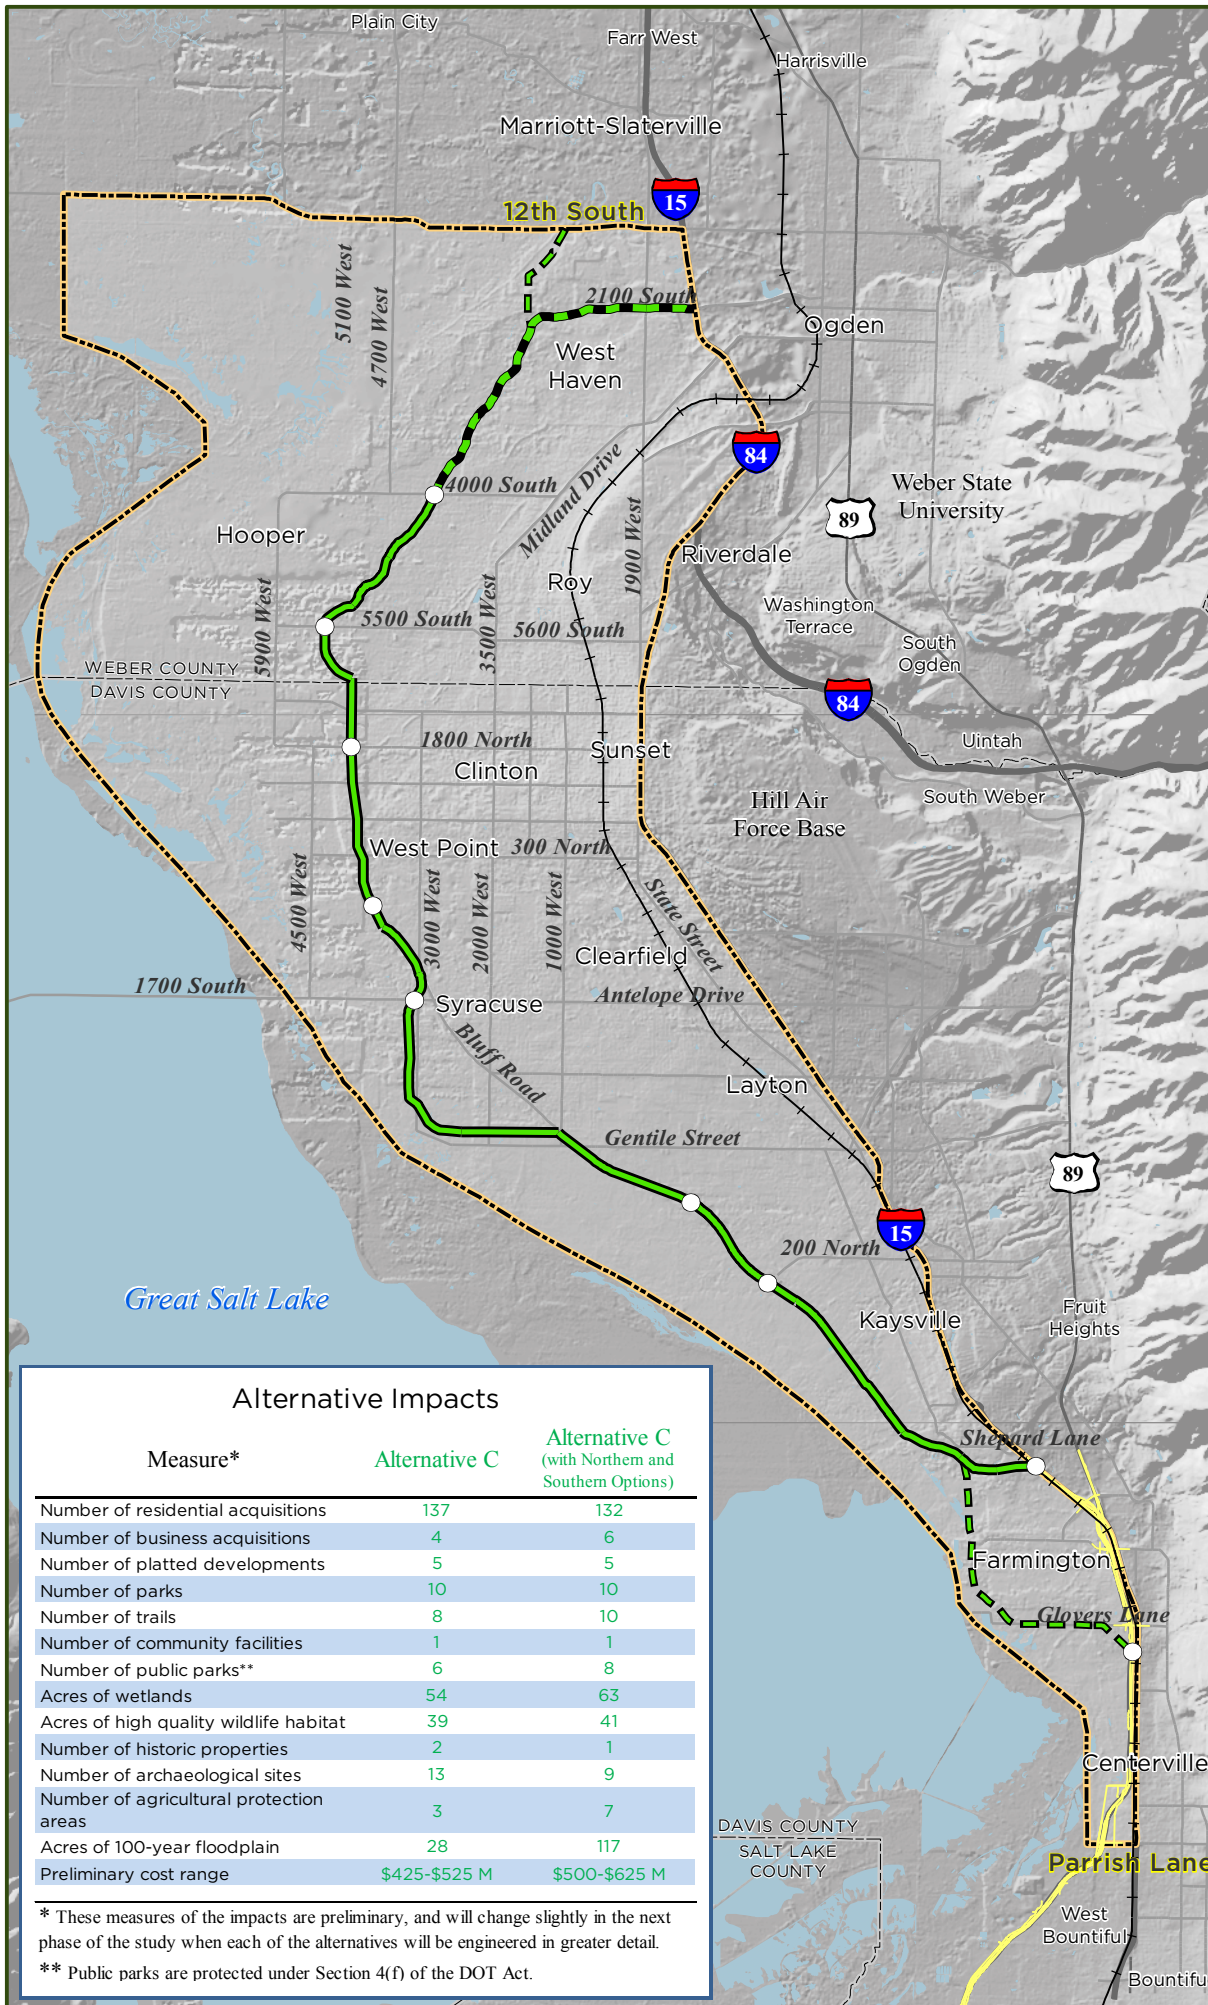 Plain City
Farr West
Harrisville
Marriott-Slaterville
15
12th South
5100 West
4700 West
2100 South
Ogden
West
Haven
84
Midland Drive
4000 South
Weber State
University
89
Hooper
1900 West
Riverdale
Roy
5900 West
3500 West
5500 South
5600 South
Washington
Terrace
South
Ogden
WEBER COUNTY
DAVIS COUNTY
84
1800 North
Sunset
Uintah
Clinton
South Weber
Hill Air
Force Base
West Point
300 North
4500 West
3000 West
2000 West
1000 West
State Street
Clearfield
1700 South
Antelope Drive
Syracuse
Bluff Road
Layton
Gentile Street
89
15
200 North
Great Salt Lake
Kaysville
Fruit
Heights
Shepard Lane
Farmington
Glovers Lane
Centerville
DAVIS COUNTY
SALT LAKE
COUNTY
Parrish Lane
West
Bountiful
Bountifu
Alternative Impacts
Measure* Alternative C Alternative C
(with Northern and
Southern Options)
Number of residential acquisitions 137 132
Number of business acquisitions 4 6
Number of platted developments 5 5
Number of parks 10 10
Number of trails 8 10
Number of community facilities 1 1
Number of public parks** 6 8
Acres of wetlands 54 63
Acres of high quality wildlife habitat 39 41
Number of historic properties 2 1
Number of archaeological sites 13 9
Number of agricultural protection
areas 3 7
Acres of 100-year floodplain 28 117
Preliminary cost range $425-$525 M $500-$625 M
* These measures of the impacts are preliminary, and will change slightly in the next
phase of the study when each of the alternatives will be engineered in greater detail.
** Public parks are protected under Section 4(f) of the DOT Act.